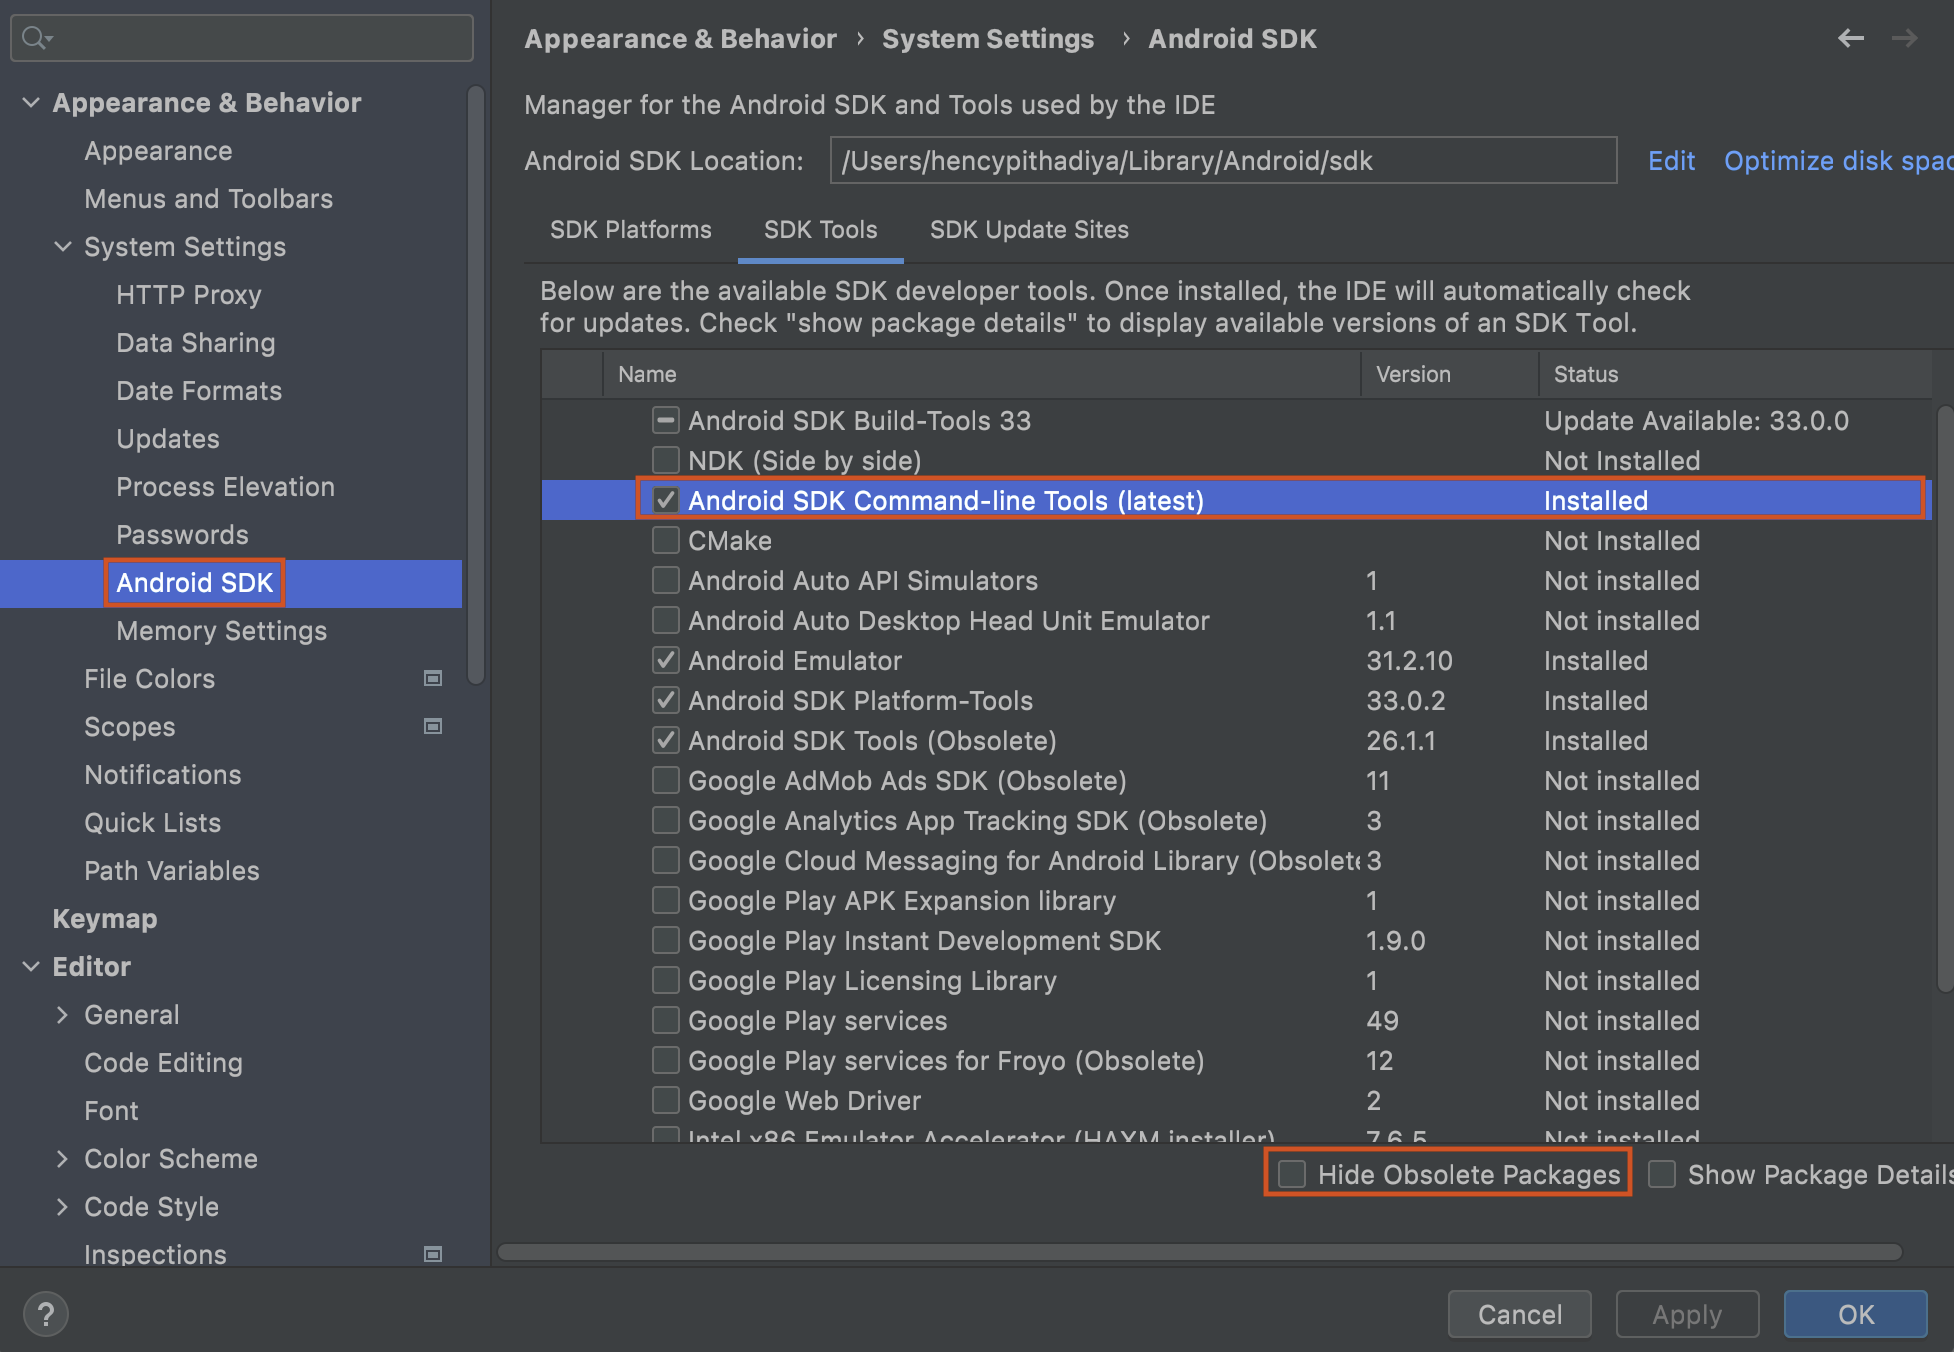 Appearance & Behavior
Appearance
Menus and Toolbars
System Settings
HTTP Proxy
Data Sharing
Date Formats
Updates
Process Elevation
Passwords
Android SDK
Memory Settings
File Colors
Scopes
Notifications
Quick Lists
Path Variables
Keymap
Editor
General
Code Editing
Font
Color Scheme
Code Style
Inspections
Appearance & Behavior › System Settings › Android SDK
Manager for the Android SDK and Tools used by the IDE
Android SDK Location: /Users/hencypithadiya/Library/Android/sdk Edit Optimize disk spac
SDK Platforms SDK Tools SDK Update Sites
Below are the available SDK developer tools. Once installed, the IDE will automatically check
for updates. Check "show package details" to display available versions of an SDK Tool.
Name Version Status
Android SDK Build-Tools 33 Update Available: 33.0.0
NDK (Side by side) Not Installed
Android SDK Command-line Tools (latest) Installed
CMake Not Installed
Android Auto API Simulators 1 Not installed
Android Auto Desktop Head Unit Emulator 1.1 Not installed
Android Emulator 31.2.10 Installed
Android SDK Platform-Tools 33.0.2 Installed
Android SDK Tools (Obsolete) 26.1.1 Installed
Google AdMob Ads SDK (Obsolete) 11 Not installed
Google Analytics App Tracking SDK (Obsolete) 3 Not installed
Google Cloud Messaging for Android Library (Obsolete 3 Not installed
Google Play APK Expansion library 1 Not installed
Google Play Instant Development SDK 1.9.0 Not installed
Google Play Licensing Library 1 Not installed
Google Play services 49 Not installed
Google Play services for Froyo (Obsolete) 12 Not installed
Google Web Driver 2 Not installed
Intel x86 Emulator Accelerator (HAXM installer) 7.6.5 Not installed
Hide Obsolete Packages Show Package Details
? Cancel Apply OK